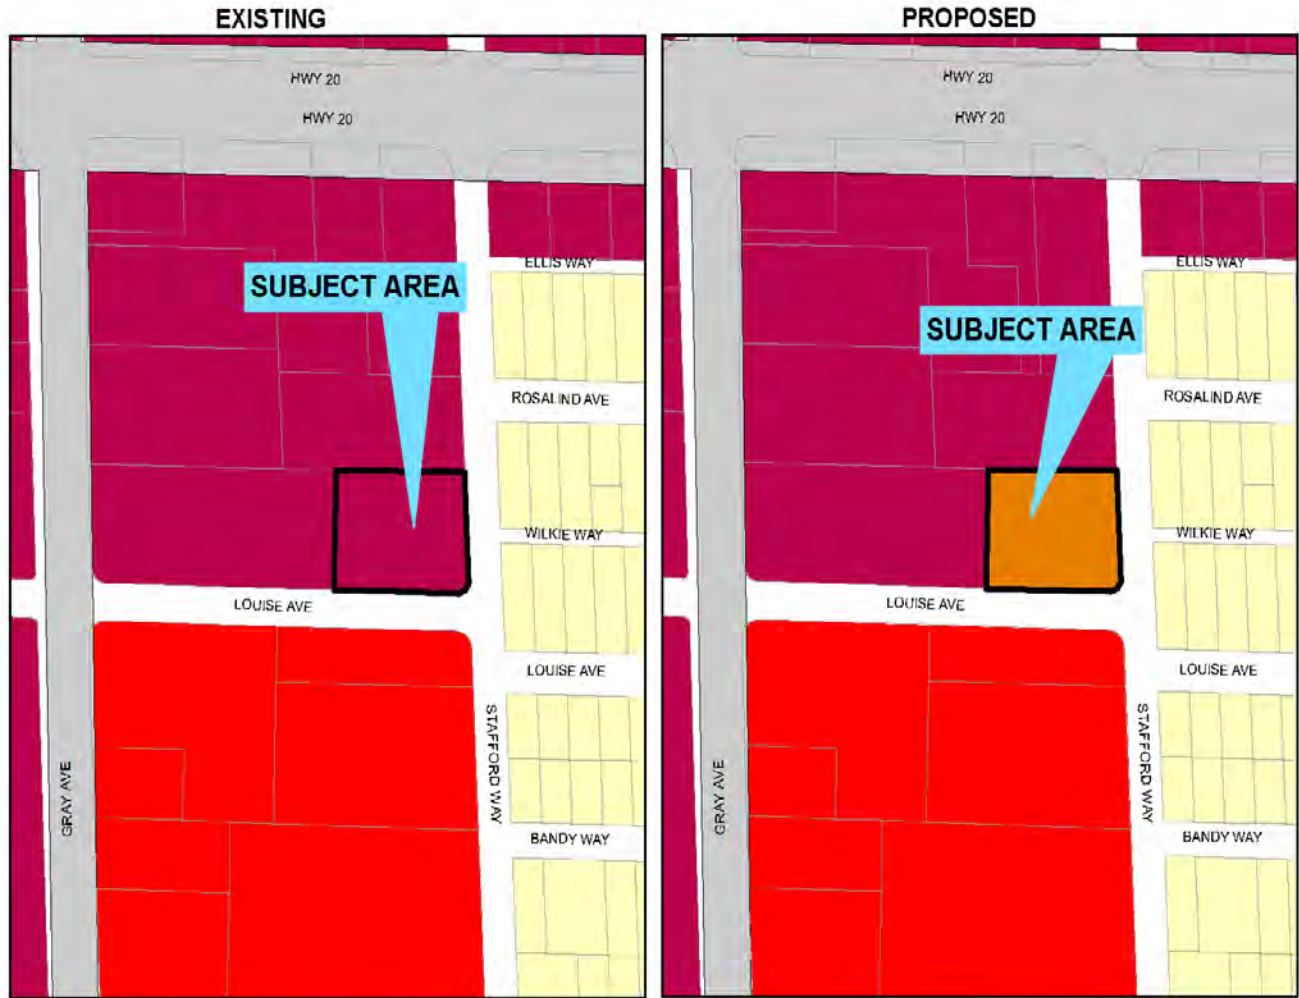 EXISTING
HWY 20
HWY 20
ELLIS WAY
SUBJECT AREA
ROSALIND AVE
WILKIE WAY
LOUISE AVE
LOUISE AVE
STAFFORD WAY
GRAY AVE
BANDY WAY
PROPOSED
HWY 20
HWY 20
ELLIS WAY
SUBJECT AREA
ROSALIND AVE
WILKIE WAY
LOUISE AVE
LOUISE AVE
STAFFORD WAY
GRAY AVE
BANDY WAY